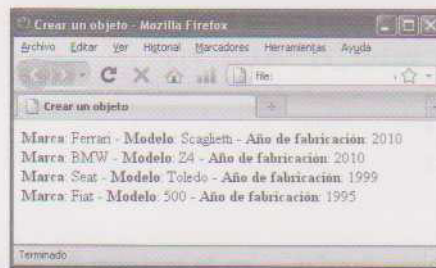 Crear un objeto - Mozilla Firefox
Archivo Editar Ver Historial Marcadores Herramientas Ayuda
file:
Crear un objeto
Marca: Ferrari - Modelo: Scaglietti - Año de fabricación: 2010
Marca: BMW - Modelo: Z4 - Año de fabricación: 2010
Marca: Seat - Modelo: Toledo - Año de fabricación: 1999
Marca: Fiat - Modelo: 500 - Año de fabricación: 1995
Terminado